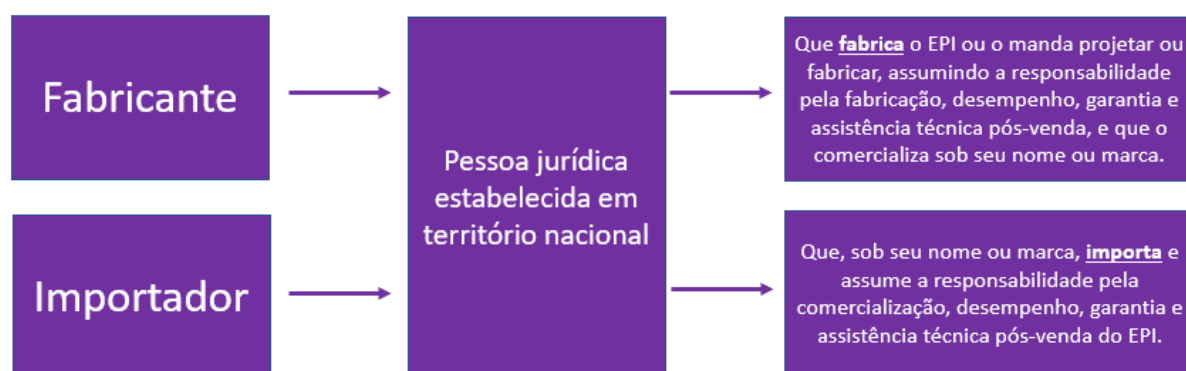 Fabricante
Importador
Pessoa jurídica
estabelecida em
território nacional
Que fabrica o EPI ou o manda projetar ou
fabricar, assumindo a responsabilidade
pela fabricação, desempenho, garantia e
assistência técnica pós-venda, e que o
comercializa sob seu nome ou marca.
Que, sob seu nome ou marca, importa e
assume a responsabilidade pela
comercialização, desempenho, garantia e
assistência técnica pós-venda do EPI.